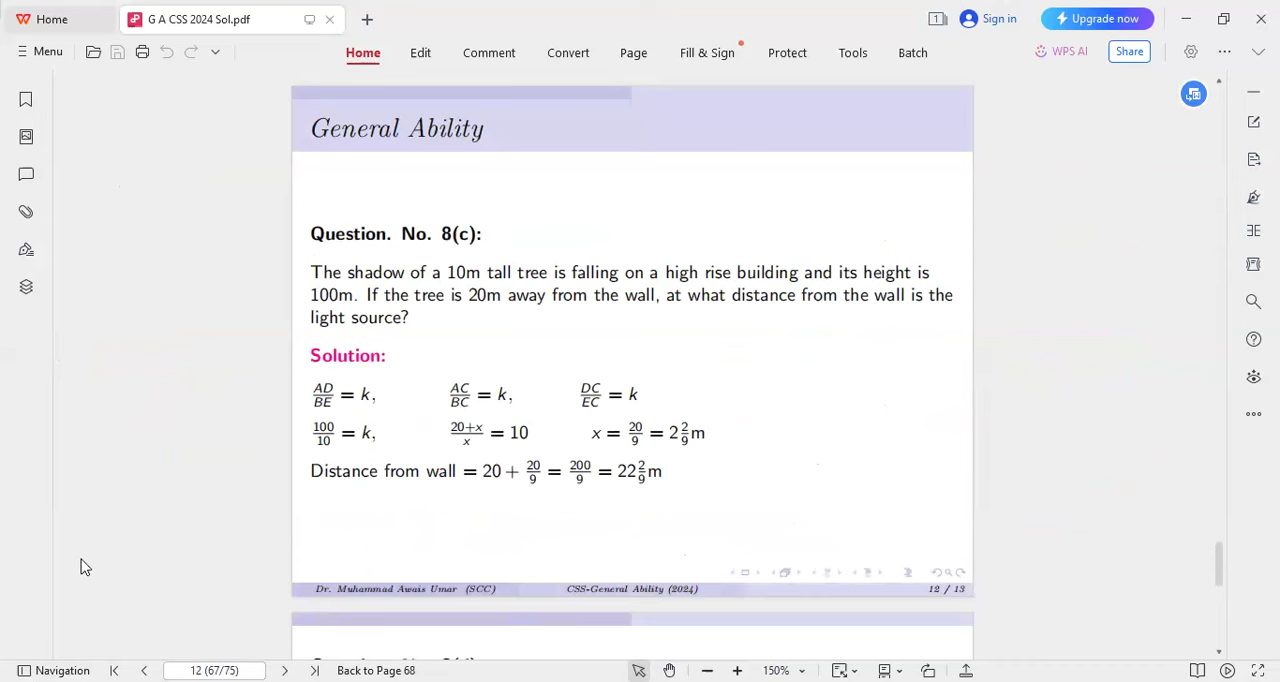 Home
G A CSS 2024 Sol.pdf
1
Sign in
Upgrade now
Menu
Home Edit Comment Convert Page Fill & Sign Protect Tools Batch
WPS AI
Share
General Ability
Question. No. 8(c):
The shadow of a 10m tall tree is falling on a high rise building and its height is
100m. If the tree is 20m away from the wall, at what distance from the wall is the
light source?
Solution:
AD/BE = k, AC/BC = k, DC/EC = k
100/10 = k, 20+x/x = 10 x = 20/9 = 2 2/9 m
Distance from wall = 20 + 20/9 = 200/9 = 22 2/9 m
Dr. Muhammad Awais Umar (SCC) CSS-General Ability (2024) 12 / 13
Navigation
12 (67/75)
Back to Page 68
150%